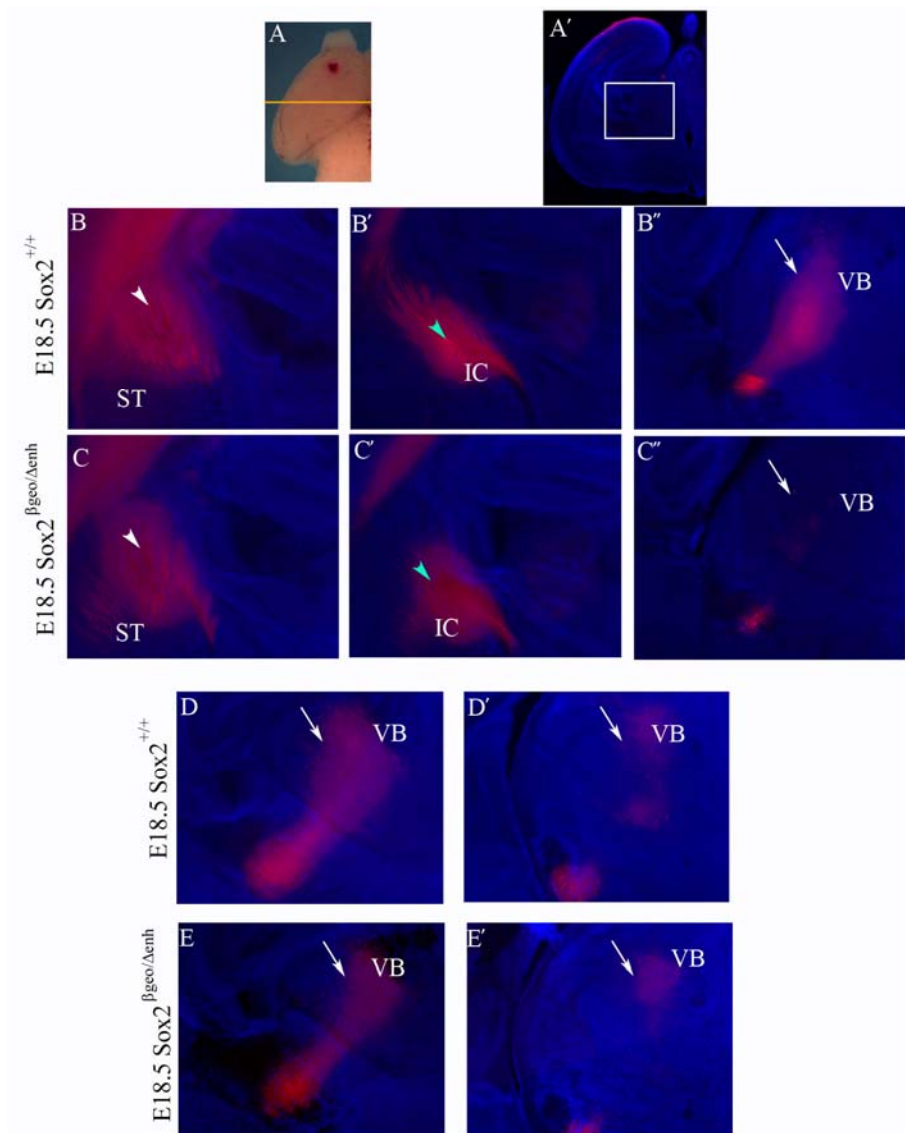 A
A′
E18.5 Sox2+/+
B
ST
B′
IC
B″
VB
E18.5 Sox2βgeo/Δenh
C
ST
C′
IC
C″
VB
E18.5 Sox2+/+
D
VB
D′
VB
E18.5 Sox2βgeo/Δenh
E
VB
E′
VB